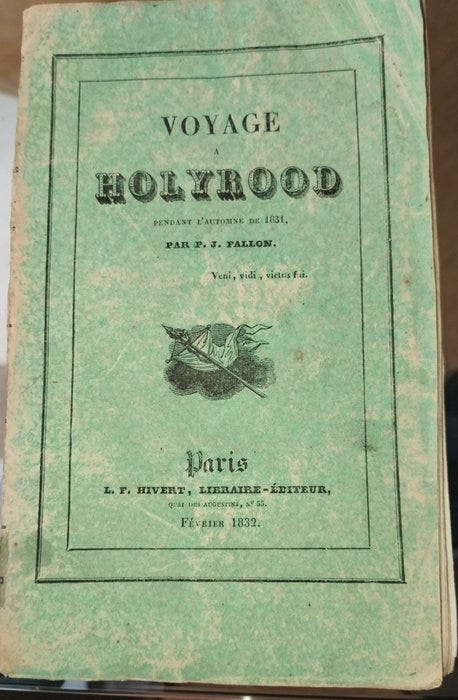 VOYAGE
A
HOLYROOD
PENDANT L'AUTOMNE DE 1831,
PAR P. J. FALLON.
Veni, vidi, victus fui.
Paris
L. F. HIVERT, LIBRAIRE-ÉDITEUR,
QUAI DES AUGUSTINS, Nº 55.
FÉVRIER 1832.